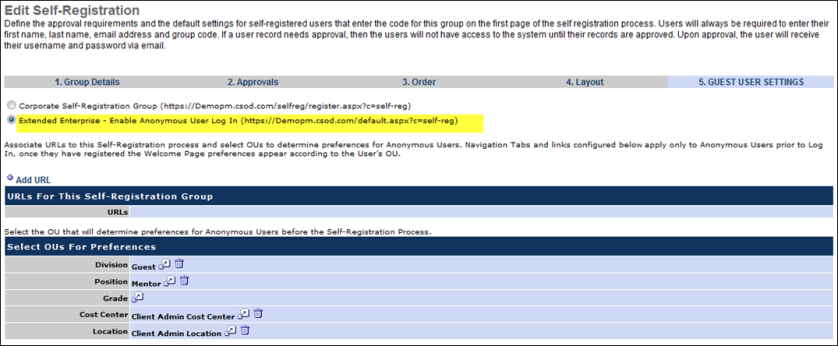 Edit Self-Registration
Define the approval requirements and the default settings for self-registered users that enter the code for this group on the first page of the self registration process. Users will always be required to enter their
first name, last name, email address and group code. If a user record needs approval, then the users will not have access to the system until their records are approved. Upon approval, the user will receive
their username and password via email.
1. Group Details 2. Approvals 3. Order 4. Layout 5. GUEST USER SETTINGS
Corporate Self-Registration Group (https://Demopm.csod.com/selfreg/register.aspx?c=self-reg)
Extended Enterprise - Enable Anonymous User Log In (https://Demopm.csod.com/default.aspx?c=self-reg)
Associate URLs to this Self-Registration process and select OUs to determine preferences for Anonymous Users. Navigation Tabs and links configured below apply only to Anonymous Users prior to Log
In, once they have registered the Welcome Page preferences appear according to the User's OU.
Add URL
URLs For This Self-Registration Group
URLs
Select the OU that will determine preferences for Anonymous Users before the Self-Registration Process.
Select OUs For Preferences
Division Guest
Position Mentor
Grade
Cost Center Client Admin Cost Center
Location Client Admin Location